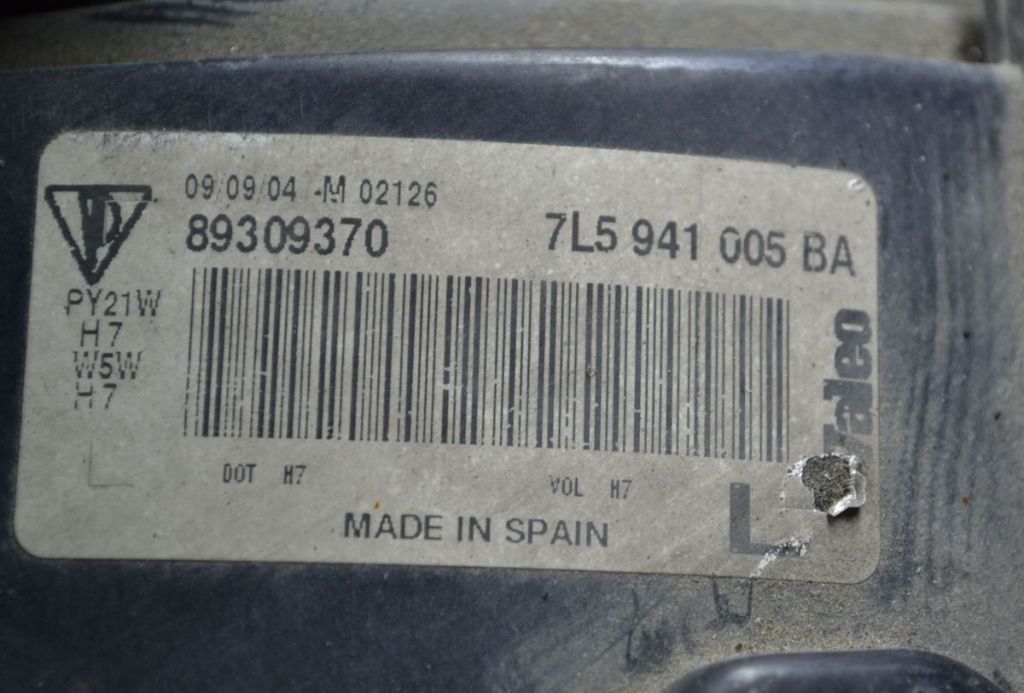 09/09/04 -M 02126
89309370 7L5 941 005 BA
PY21W
H7
W5W
H7
L
valeo
DOT H7 VOL H7
L
MADE IN SPAIN